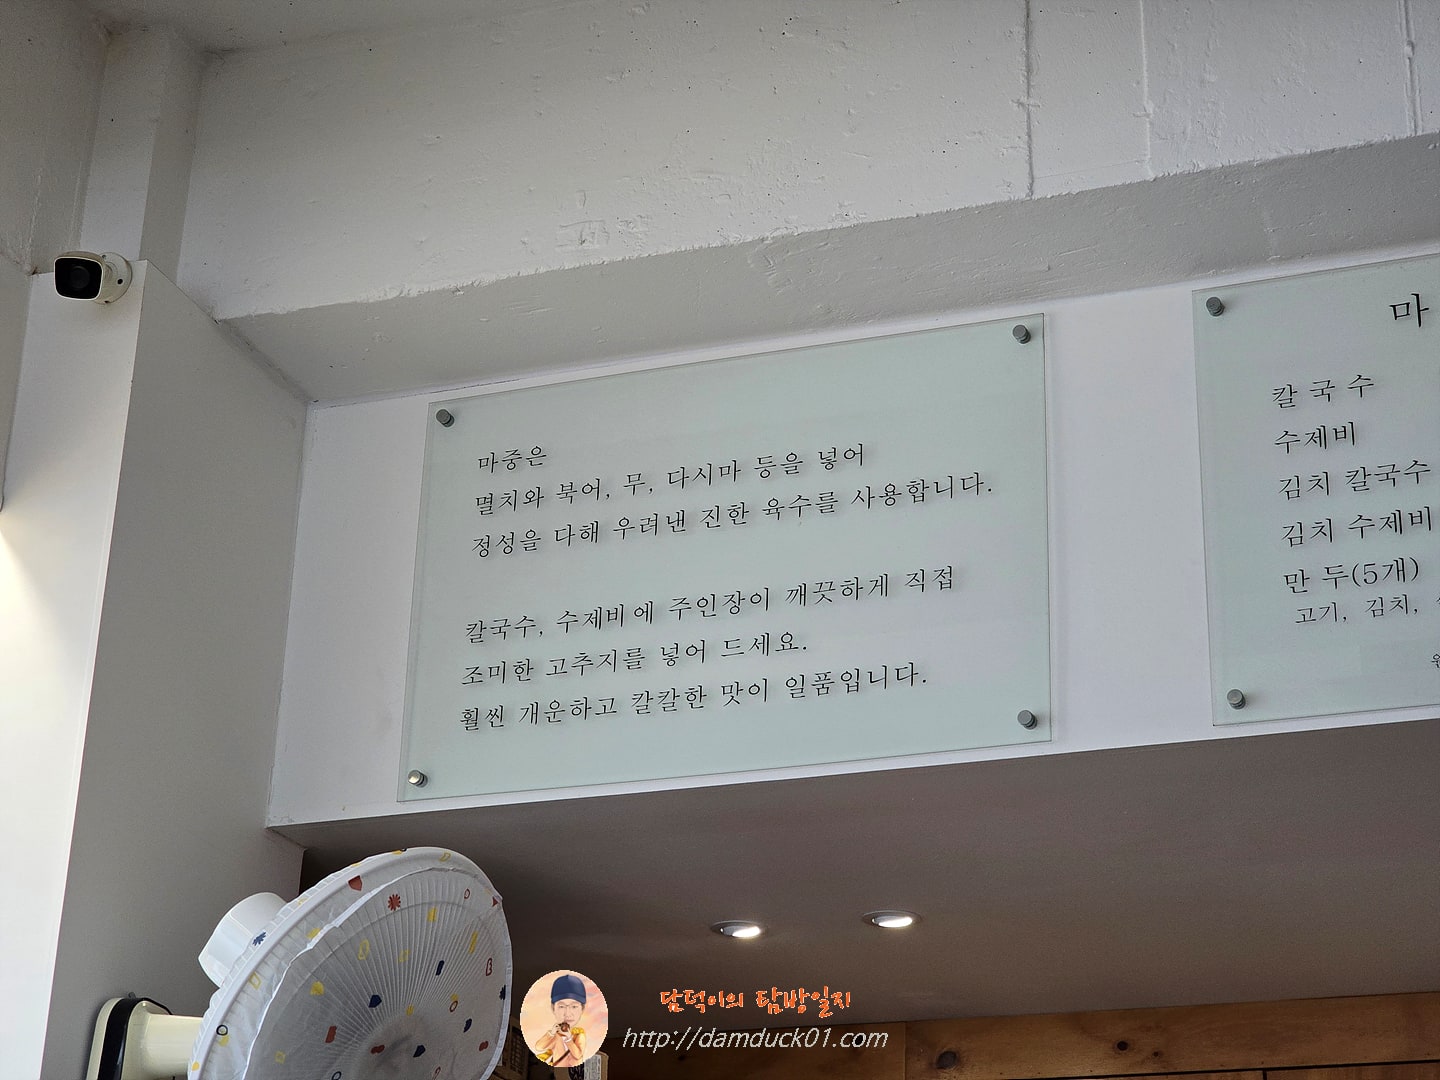 마중은
멸치와 북어, 무, 다시마 등을 넣어
정성을 다해 우려낸 진한 육수를 사용합니다.
칼국수, 수제비에 주인장이 깨끗하게 직접
조미한 고추지를 넣어 드세요.
훨씬 개운하고 칼칼한 맛이 일품입니다.
마
칼국수
수제비
김치 칼국수
김치 수제비
만 두(5개)
고기, 김치,
담덕이의 탐방일지
http://damduck01.com